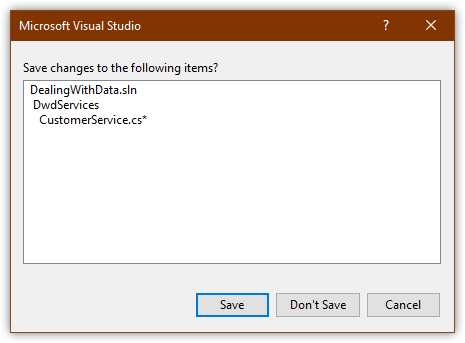 Microsoft Visual Studio
?
Save changes to the following items?
DealingWithData.sln
DwdServices
CustomerService.cs*
Save
Don't Save
Cancel